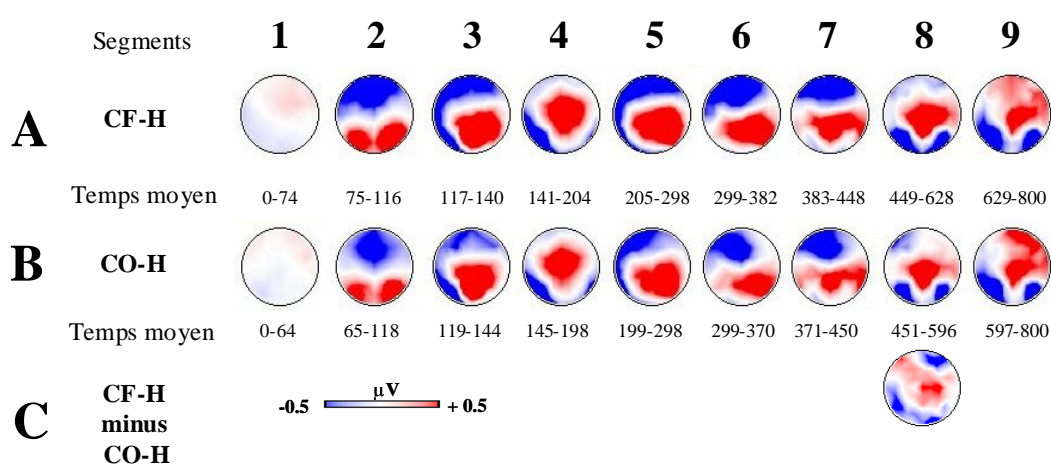 Segments 1 2 3 4 5 6 7 8 9
A CF-H
Temps moyen 0-74 75-116 117-140 141-204 205-298 299-382 383-448 449-628 629-800
B CO-H
Temps moyen 0-64 65-118 119-144 145-198 199-298 299-370 371-450 451-596 597-800
C
CF-H
minus
CO-H
μV
-0.5 + 0.5